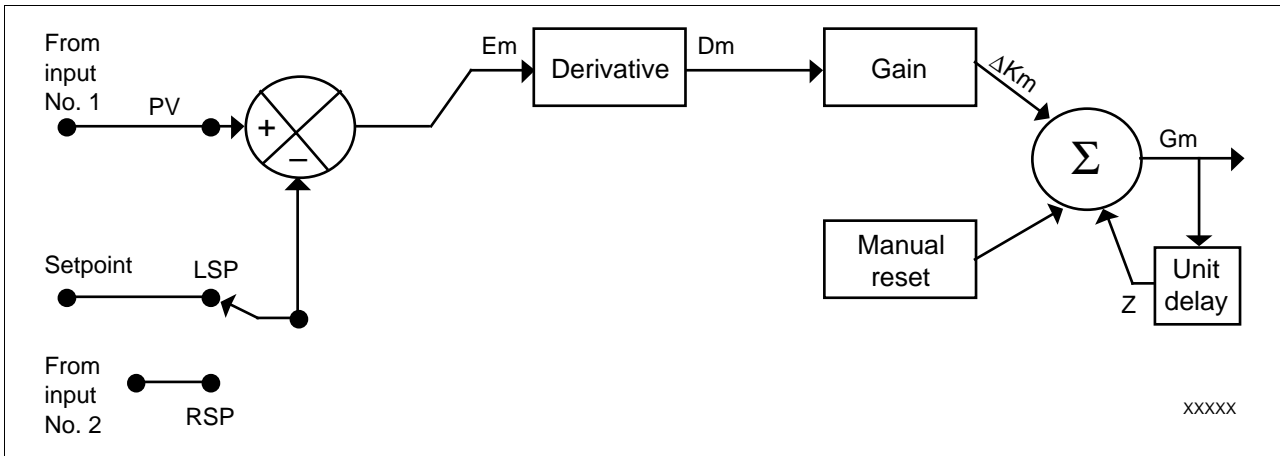 From
input
No. 1
PV
+
–
Em
Derivative
Dm
Gain
ΔKm
Σ
Gm
Manual
reset
Unit
delay
Z
Setpoint
LSP
From
input
No. 2
RSP
XXXXX